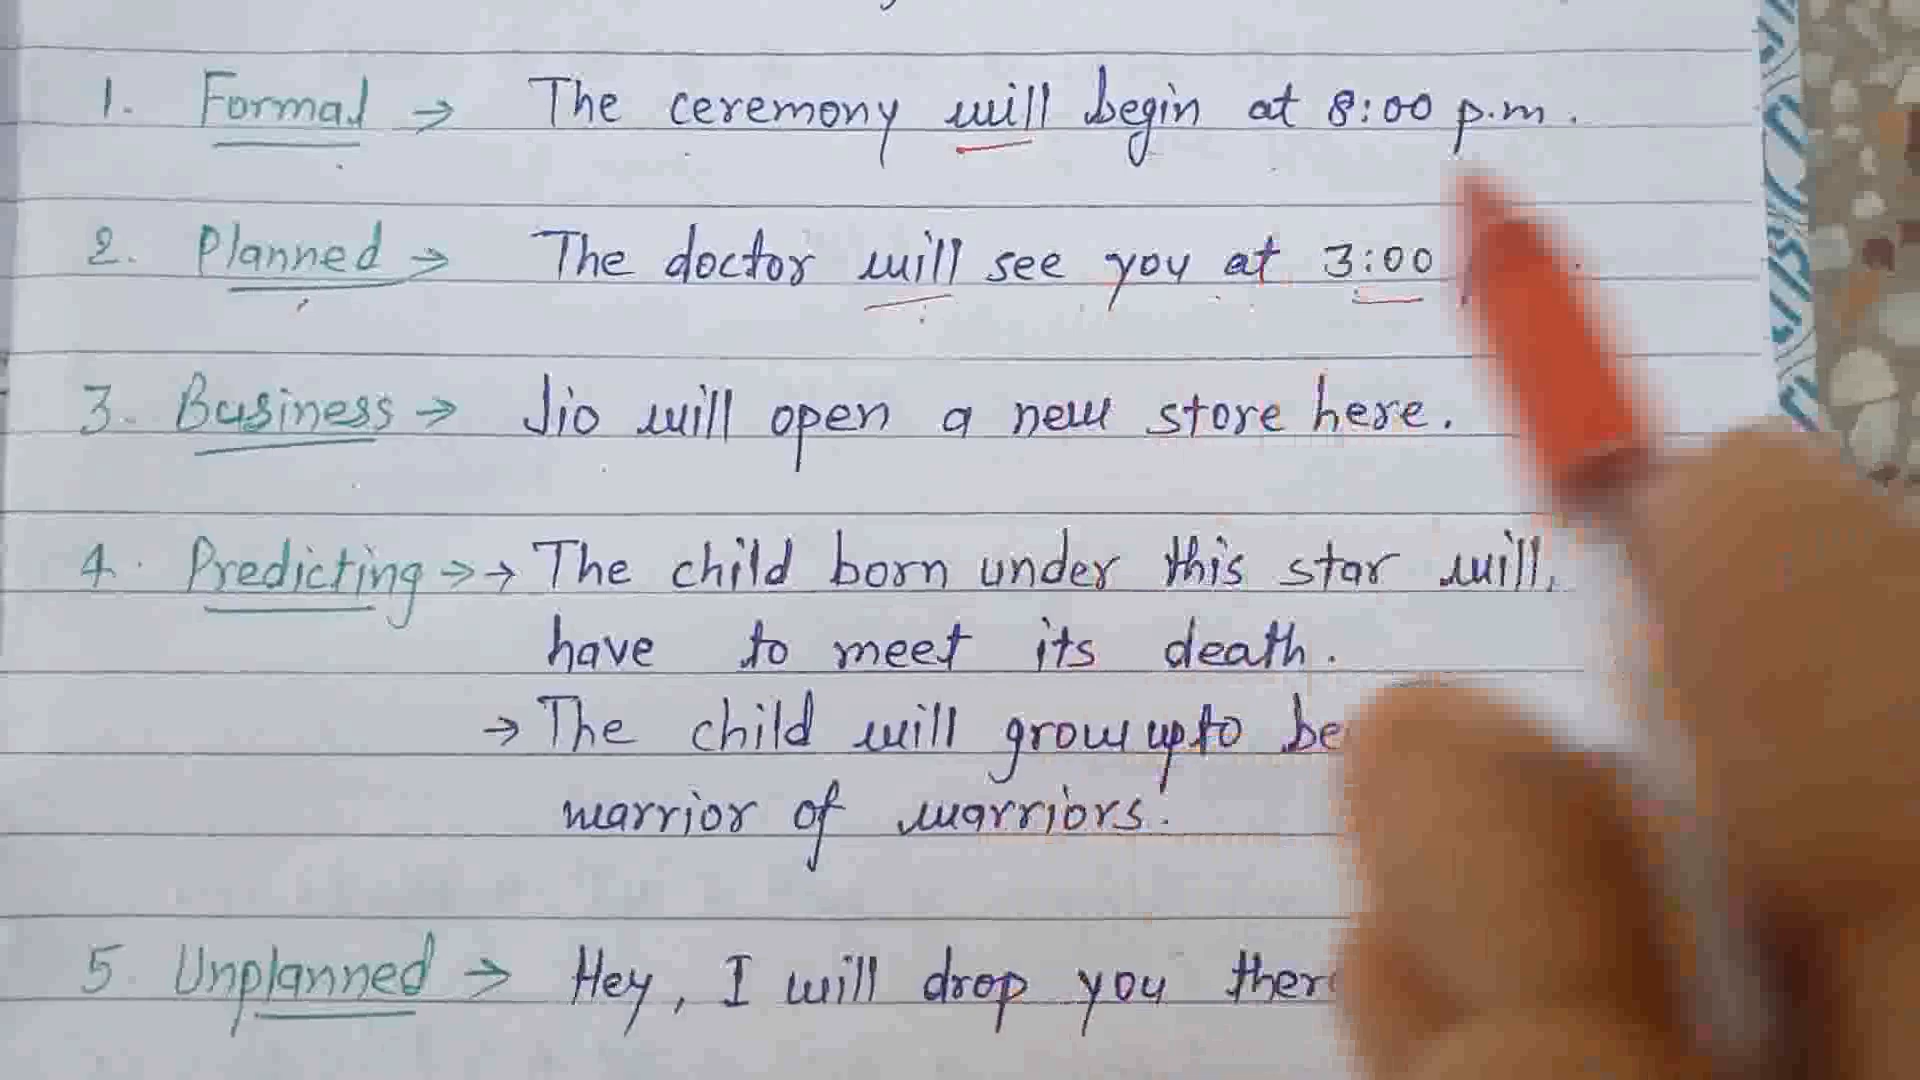 1. Formal → The ceremony will begin at 8:00 p.m.
2. Planned → The doctor will see you at 3:00
3. Business → Jio will open a new store here.
4. Predicting → → The child born under this star will
have to meet its death.
→ The child will grow up to be
warrior of warriors.
5. Unplanned → Hey, I will drop you